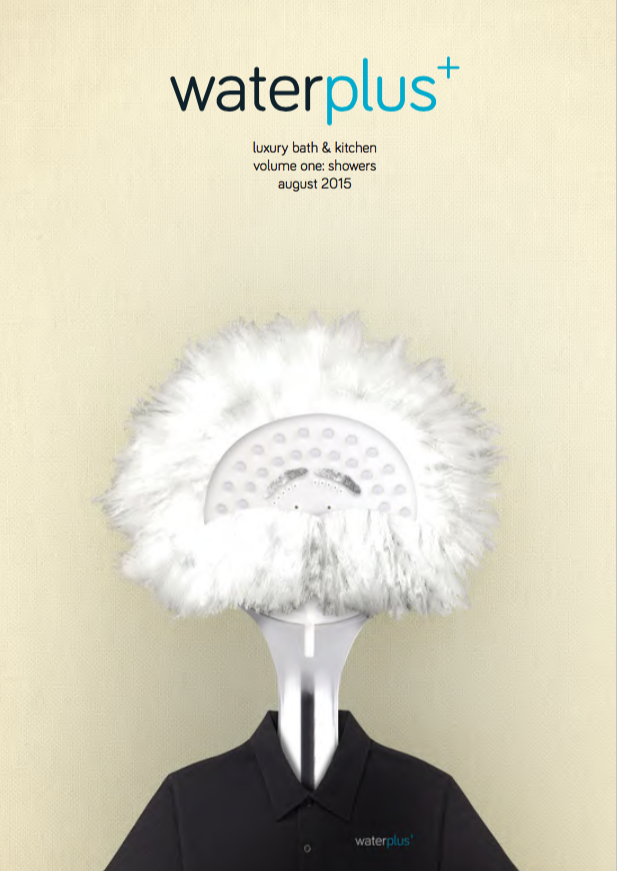 waterplus+
luxury bath & kitchen
volume one: showers
august 2015
waterplus+